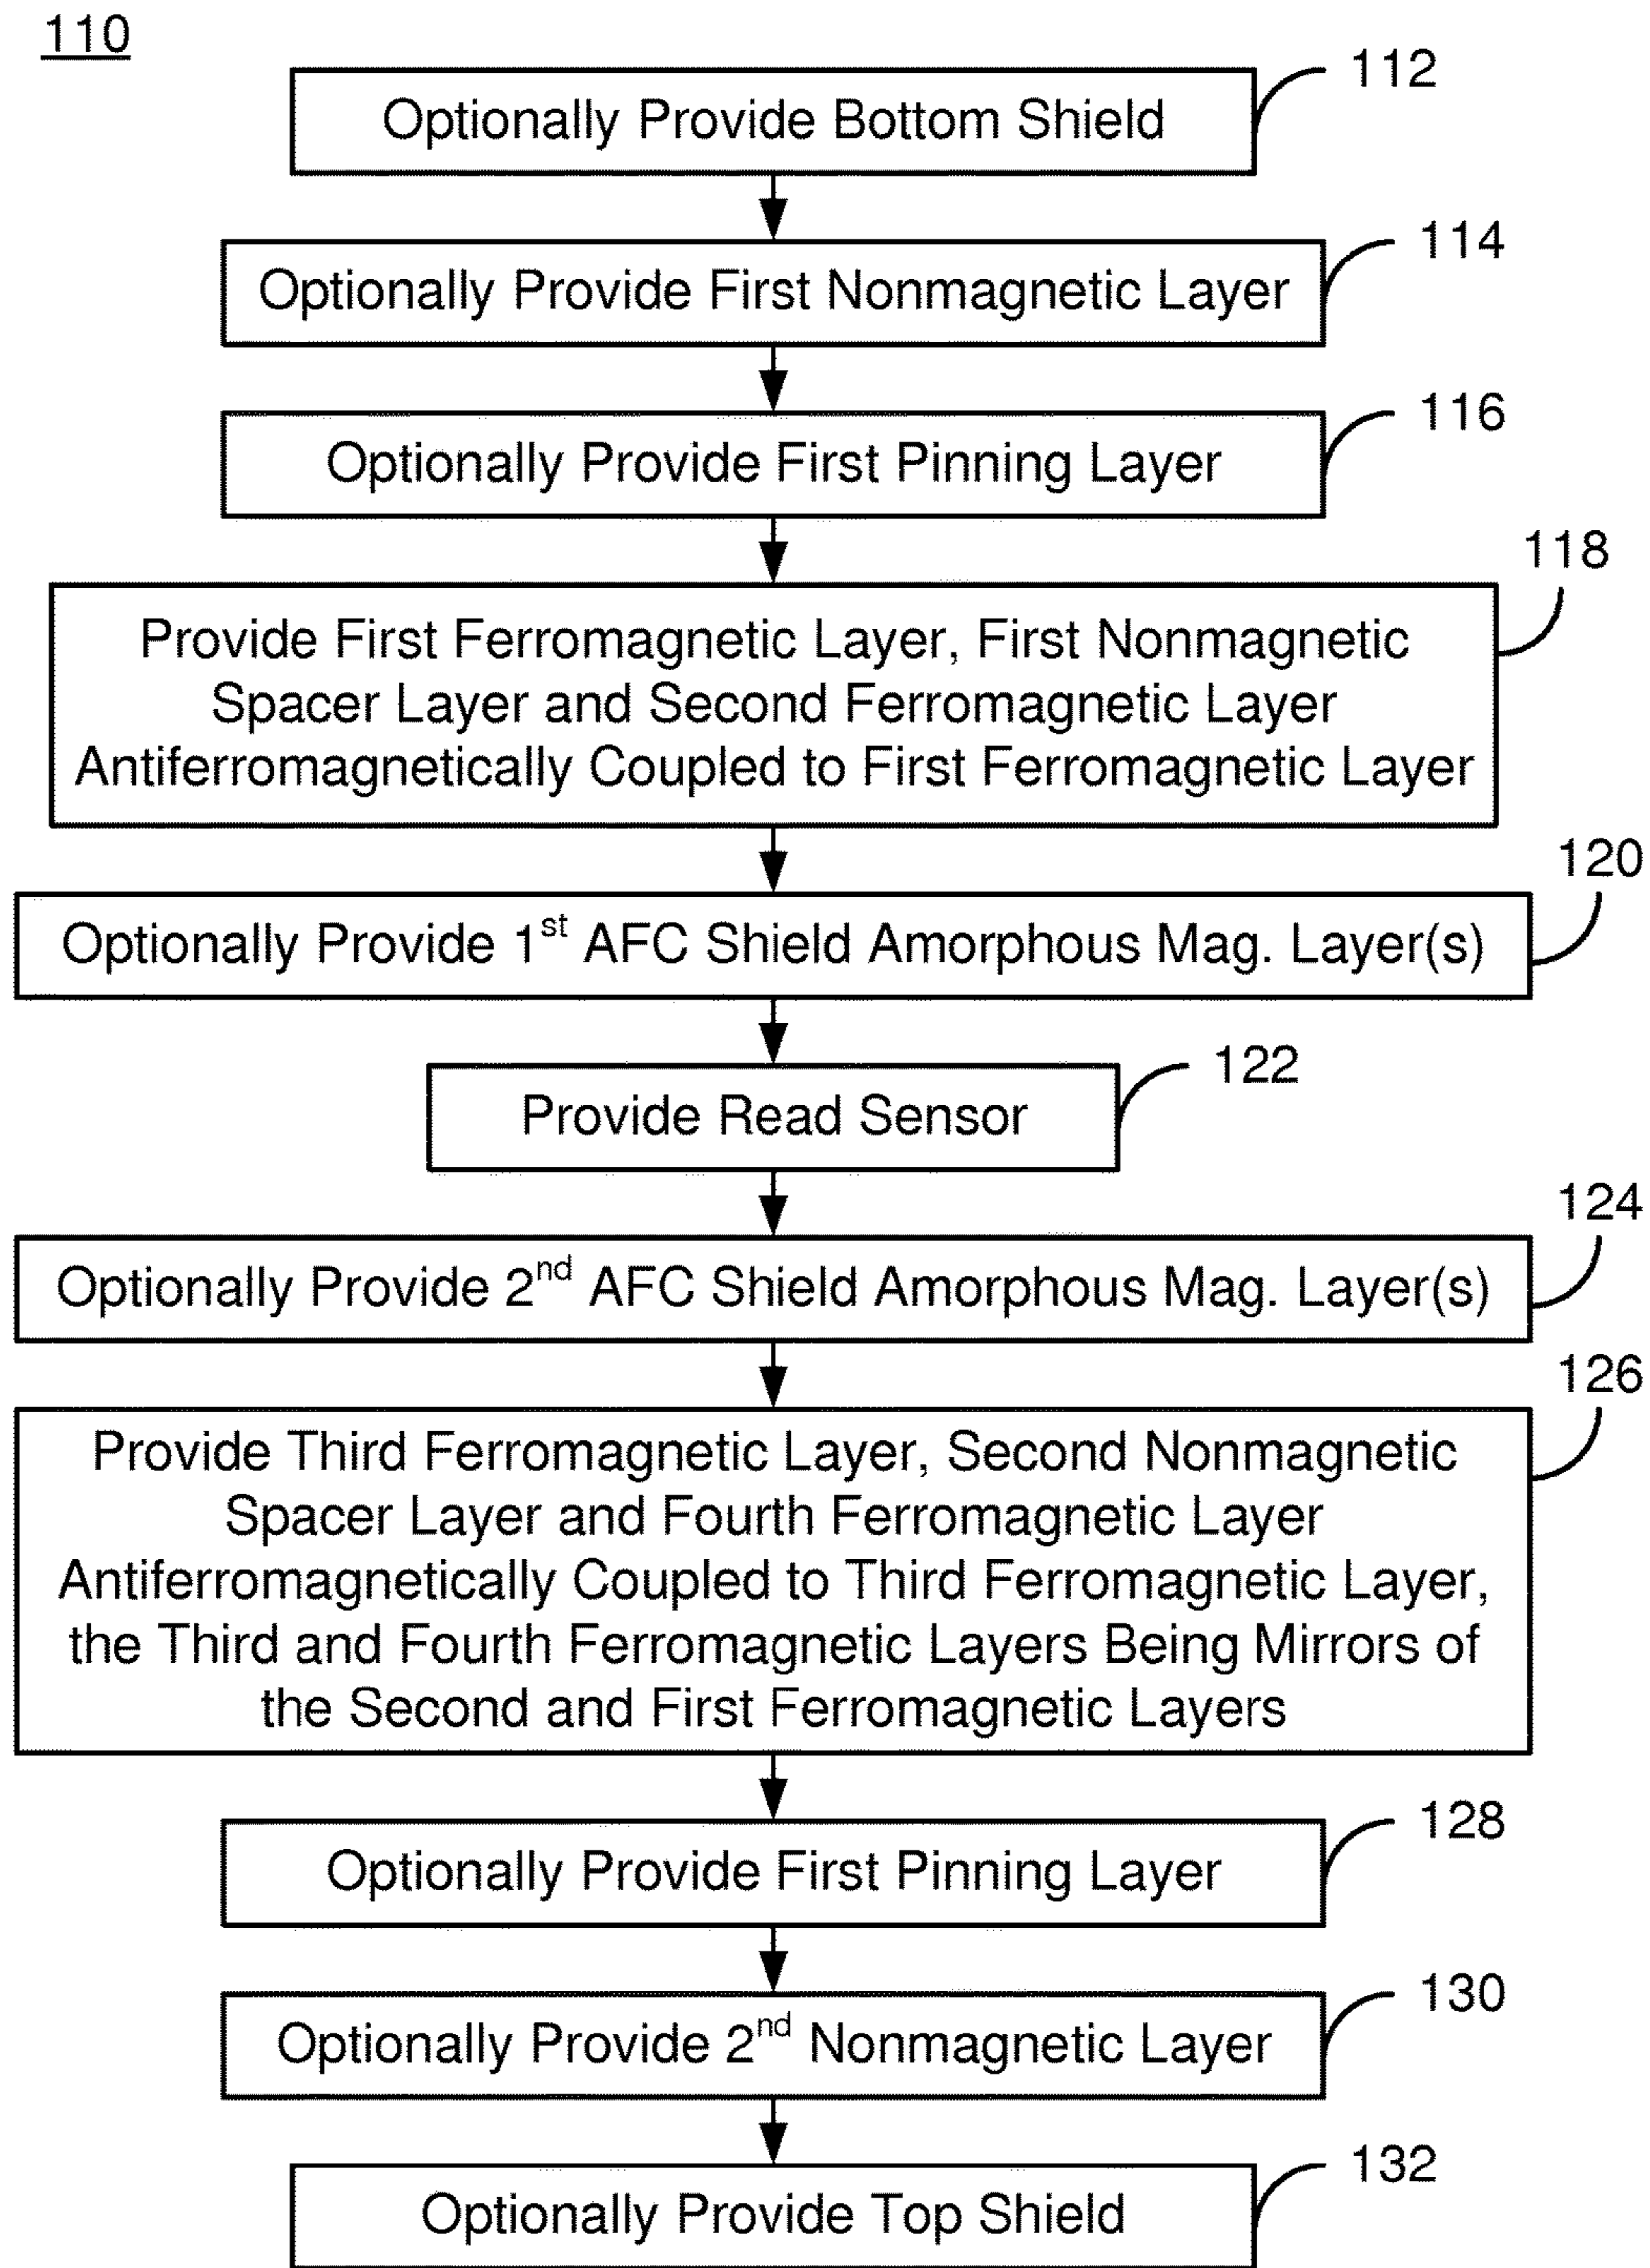 110
112
Optionally Provide Bottom Shield
114
Optionally Provide First Nonmagnetic Layer
116
Optionally Provide First Pinning Layer
118
Provide First Ferromagnetic Layer, First Nonmagnetic
Spacer Layer and Second Ferromagnetic Layer
Antiferromagnetically Coupled to First Ferromagnetic Layer
120
Optionally Provide 1st AFC Shield Amorphous Mag. Layer(s)
122
Provide Read Sensor
124
Optionally Provide 2nd AFC Shield Amorphous Mag. Layer(s)
126
Provide Third Ferromagnetic Layer, Second Nonmagnetic
Spacer Layer and Fourth Ferromagnetic Layer
Antiferromagnetically Coupled to Third Ferromagnetic Layer,
the Third and Fourth Ferromagnetic Layers Being Mirrors of
the Second and First Ferromagnetic Layers
128
Optionally Provide First Pinning Layer
130
Optionally Provide 2nd Nonmagnetic Layer
132
Optionally Provide Top Shield